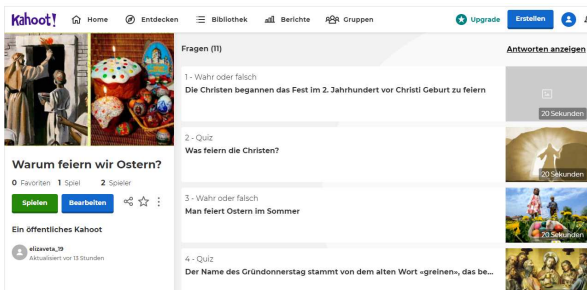 Kahoot! Home Entdecken Bibliothek Berichte Gruppen Upgrade Erstellen
Fragen (11) Antworten anzeigen
1 - Wahr oder falsch
Die Christen begannen das Fest im 2. Jahrhundert vor Christi Geburt zu feiern
20 Sekunden
2 - Quiz
Was feiern die Christen?
20 Sekunden
3 - Wahr oder falsch
Man feiert Ostern im Sommer
20 Sekunden
4 - Quiz
Der Name des Gründonnerstag stammt von dem alten Wort «greinen», das be...
Warum feiern wir Ostern?
0 Favoriten 1 Spiel 2 Spieler
Spielen Bearbeiten
Ein öffentliches Kahoot
elizaveta_19
Aktualisiert vor 13 Stunden